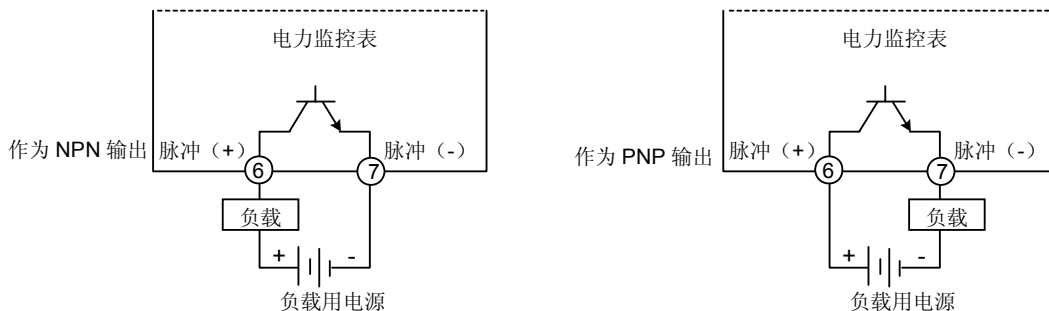 电力监控表
作为 NPN 输出
脉冲（+）
脉冲（-）
6
7
负载
+
-
负载用电源
电力监控表
作为 PNP 输出
脉冲（+）
脉冲（-）
6
7
负载
+
-
负载用电源